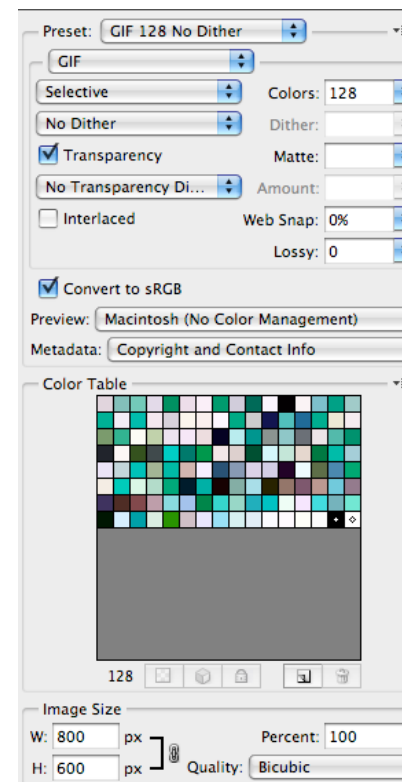 Preset: GIF 128 No Dither
GIF
Selective Colors: 128
No Dither Dither:
Transparency Matte:
No Transparency Di... Amount:
Interlaced Web Snap: 0%
Lossy: 0
Convert to sRGB
Preview: Macintosh (No Color Management)
Metadata: Copyright and Contact Info
Color Table
128
Image Size
W: 800 px Percent: 100
H: 600 px Quality: Bicubic